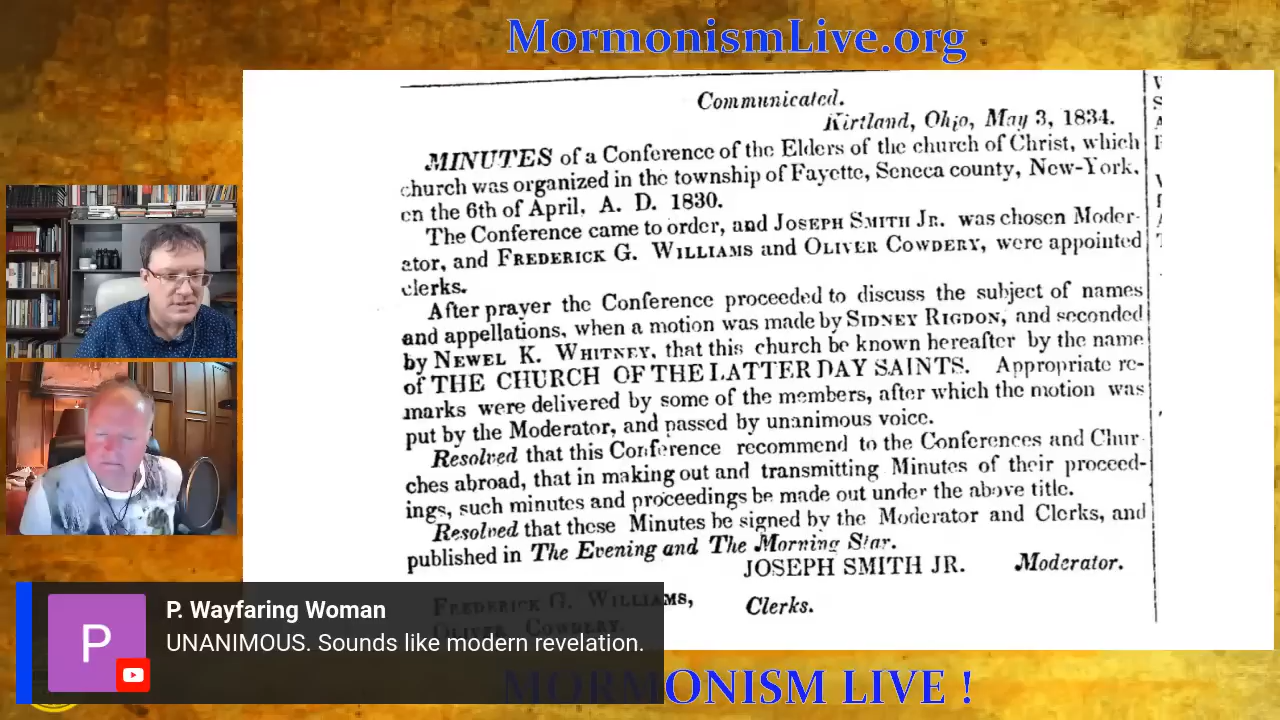 MormonismLive.org
Communicated.
Kirtland, Ohio, May 3, 1834.
MINUTES of a Conference of the Elders of the church of Christ, which
church was organized in the township of Fayette, Seneca county, New-York,
on the 6th of April, A. D. 1830.
The Conference came to order, and JOSEPH SMITH JR. was chosen Moder-
ator, and FREDERICK G. WILLIAMS and OLIVER COWDERY, were appointed
clerks.
After prayer the Conference proceeded to discuss the subject of names
and appellations, when a motion was made by SIDNEY RIGDON, and seconded
by NEWEL K. WHITNEY, that this church be known hereafter by the name
of THE CHURCH OF THE LATTER DAY SAINTS. Appropriate re-
marks were delivered by some of the members, after which the motion was
put by the Moderator, and passed by unanimous voice.
Resolved that this Conference recommend to the Conferences and Chur-
ches abroad, that in making out and transmitting Minutes of their proceed-
ings, such minutes and proceedings be made out under the above title.
Resolved that these Minutes be signed by the Moderator and Clerks, and
published in The Evening and The Morning Star.
JOSEPH SMITH JR. Moderator.
FREDERICK G. WILLIAMS,
OLIVER COWDERY.
Clerks.
P
P. Wayfaring Woman
UNANIMOUS. Sounds like modern revelation.
MORMONISM LIVE !